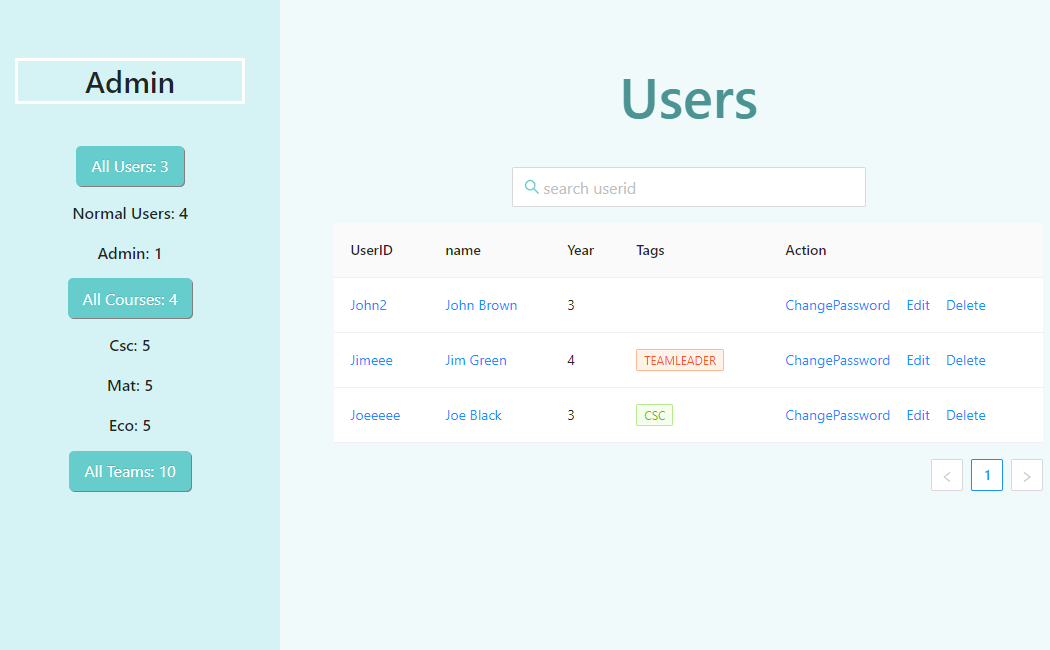 Admin
All Users: 3
Normal Users: 4
Admin: 1
All Courses: 4
Csc: 5
Mat: 5
Eco: 5
All Teams: 10
Users
search userid
UserID name Year Tags Action
John2 John Brown 3 ChangePassword Edit Delete
Jimeee Jim Green 4 TEAMLEADER ChangePassword Edit Delete
Joeeeee Joe Black 3 CSC ChangePassword Edit Delete
< 1 >